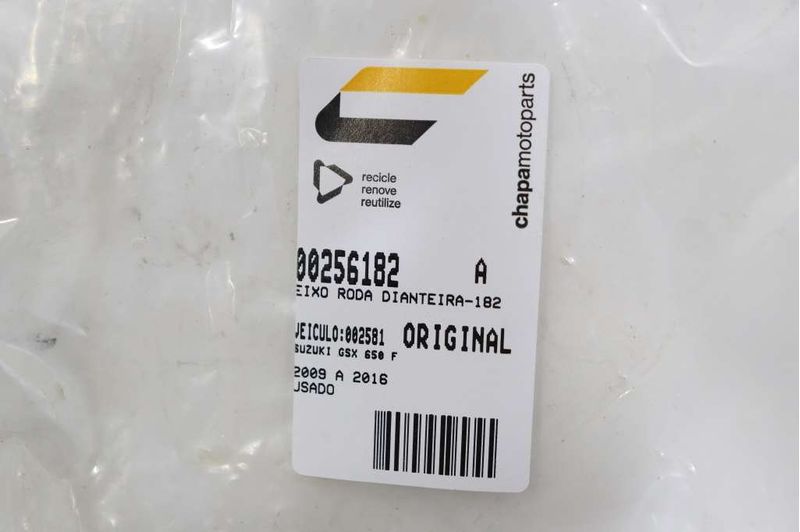 chapamotoparts
recicle
renove
reutilize
00256182 A
EIXO RODA DIANTEIRA-182
VEICULO:002581 ORIGINAL
SUZUKI GSX 650 F
2009 A 2016
USADO